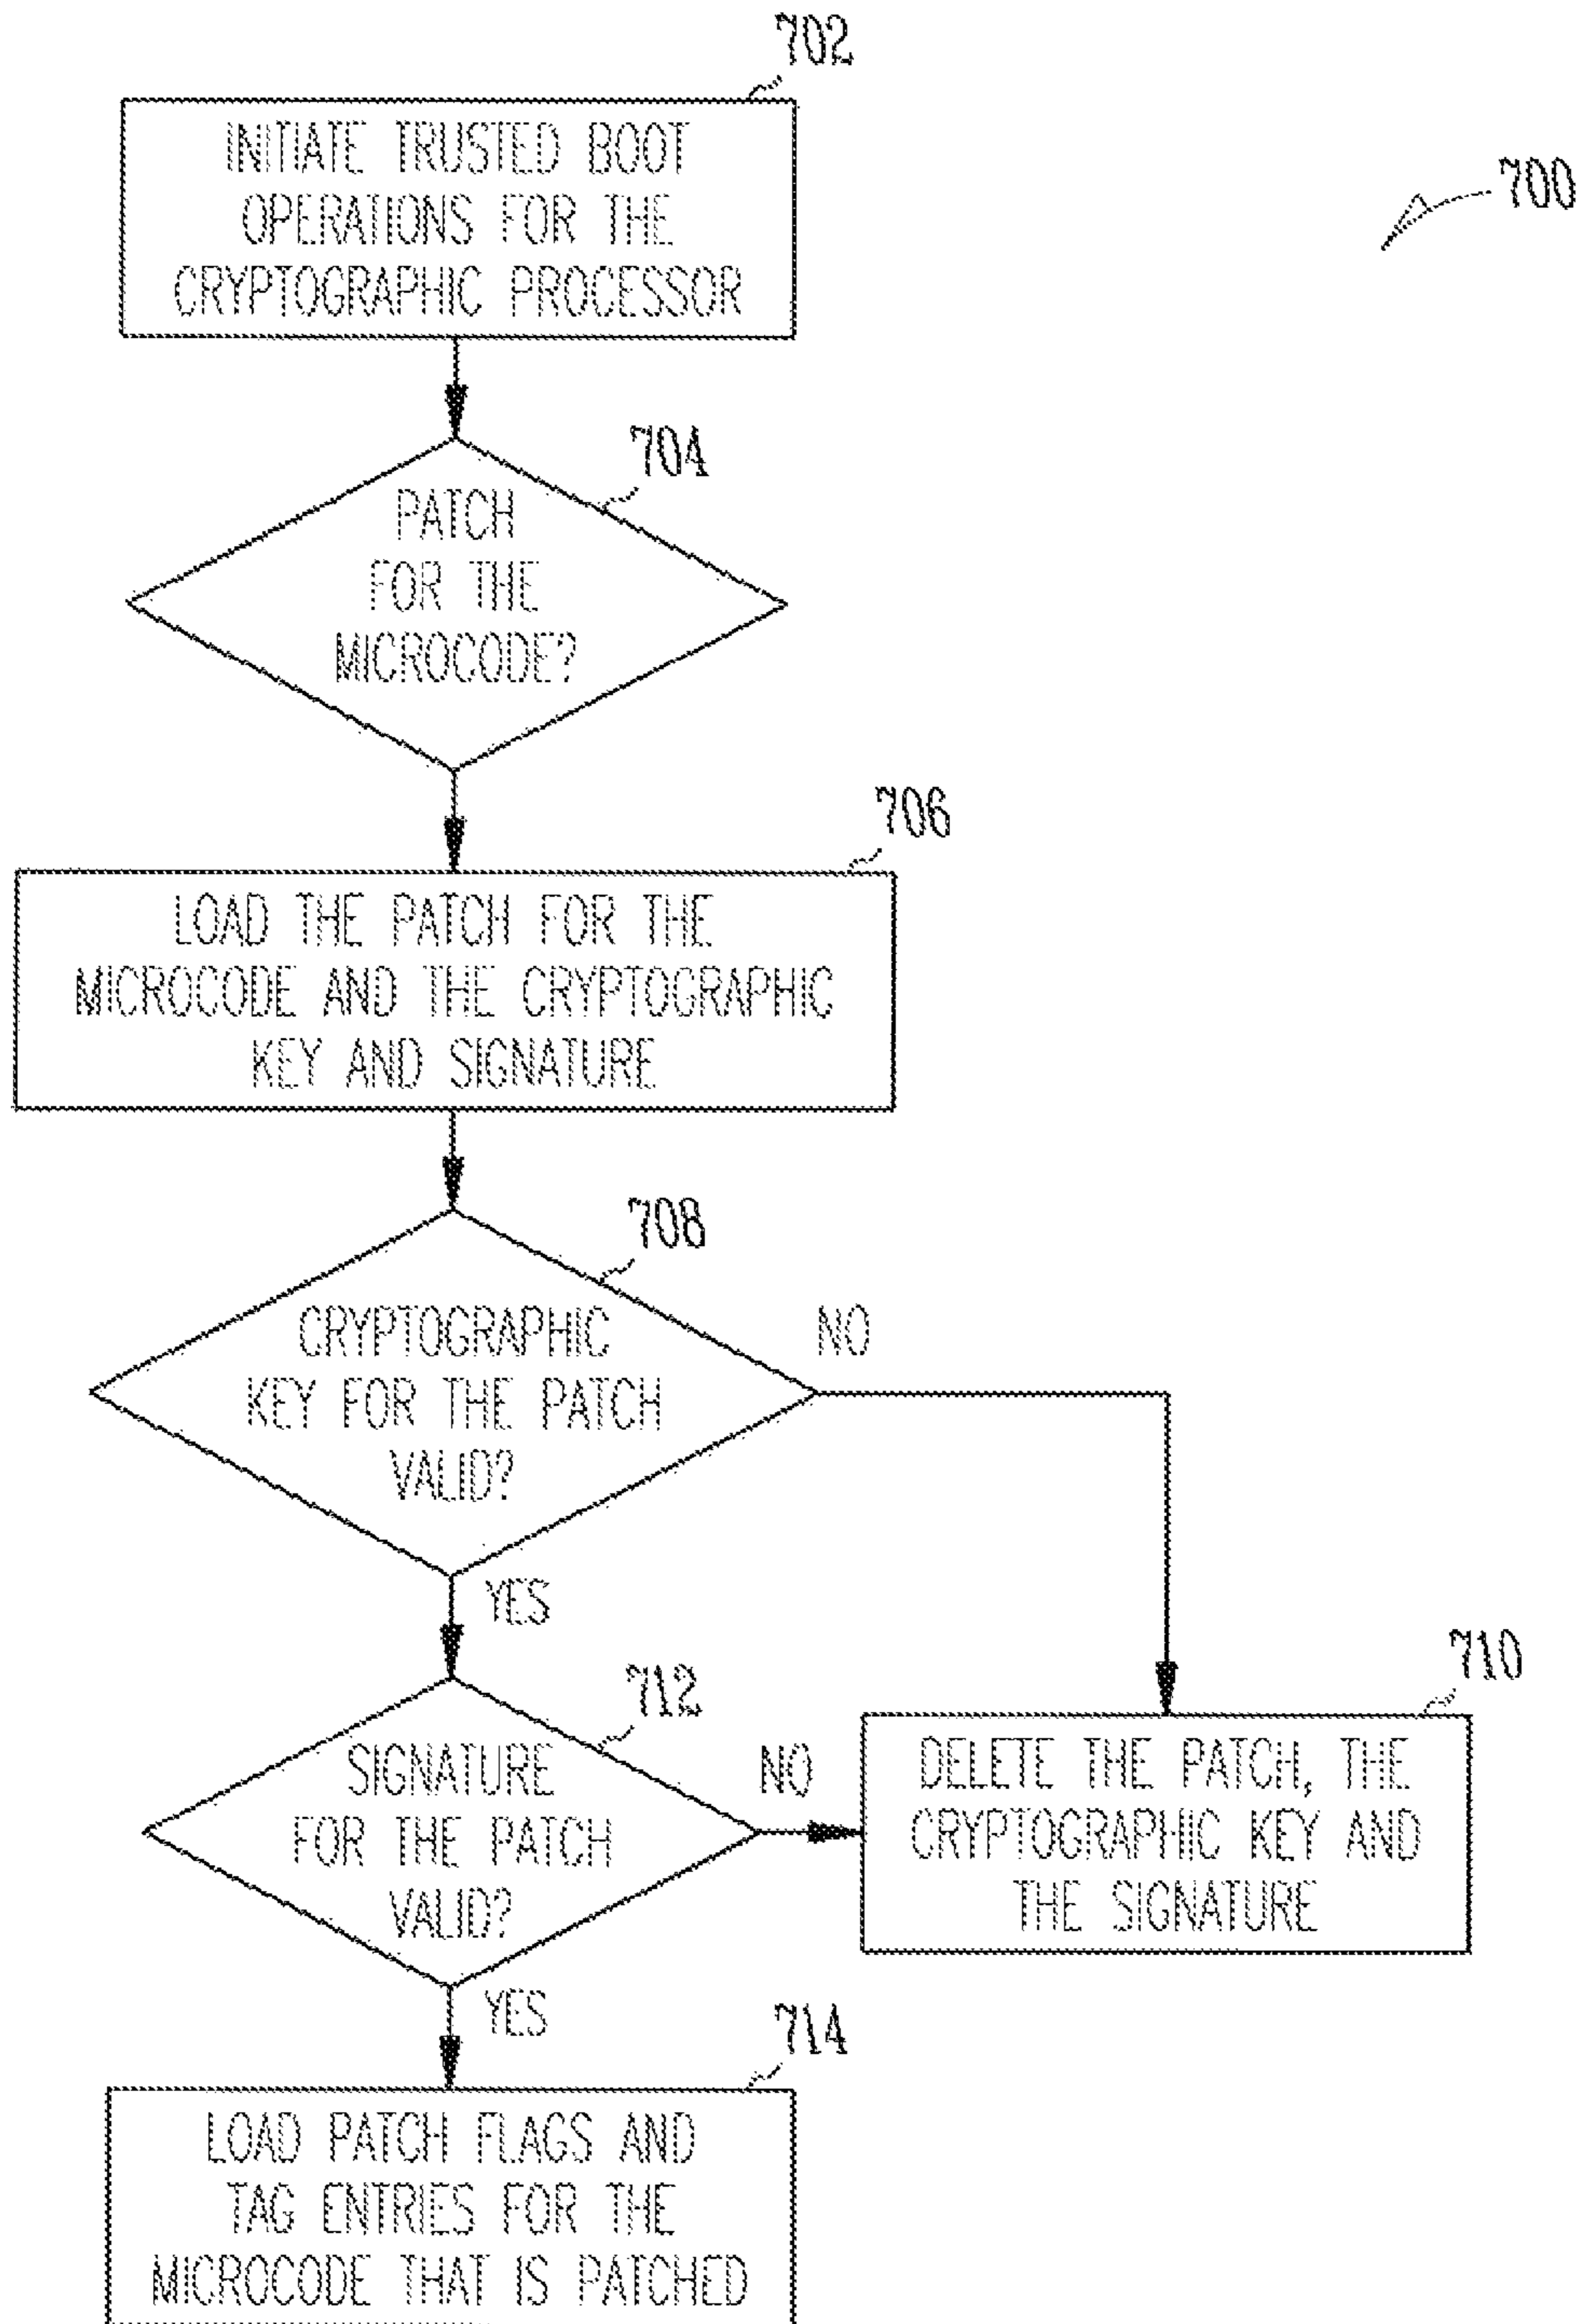 702
INITIATE TRUSTED BOOT
OPERATIONS FOR THE
CRYPTOGRAPHIC PROCESSOR
700
704
PATCH
FOR THE
MICROCODE?
706
LOAD THE PATCH FOR THE
MICROCODE AND THE CRYPTOGRAPHIC
KEY AND SIGNATURE
708
CRYPTOGRAPHIC
KEY FOR THE PATCH
VALID?
NO
YES
712
SIGNATURE
FOR THE PATCH
VALID?
NO
710
DELETE THE PATCH, THE
CRYPTOGRAPHIC KEY AND
THE SIGNATURE
YES
714
LOAD PATCH FLAGS AND
TAG ENTRIES FOR THE
MICROCODE THAT IS PATCHED